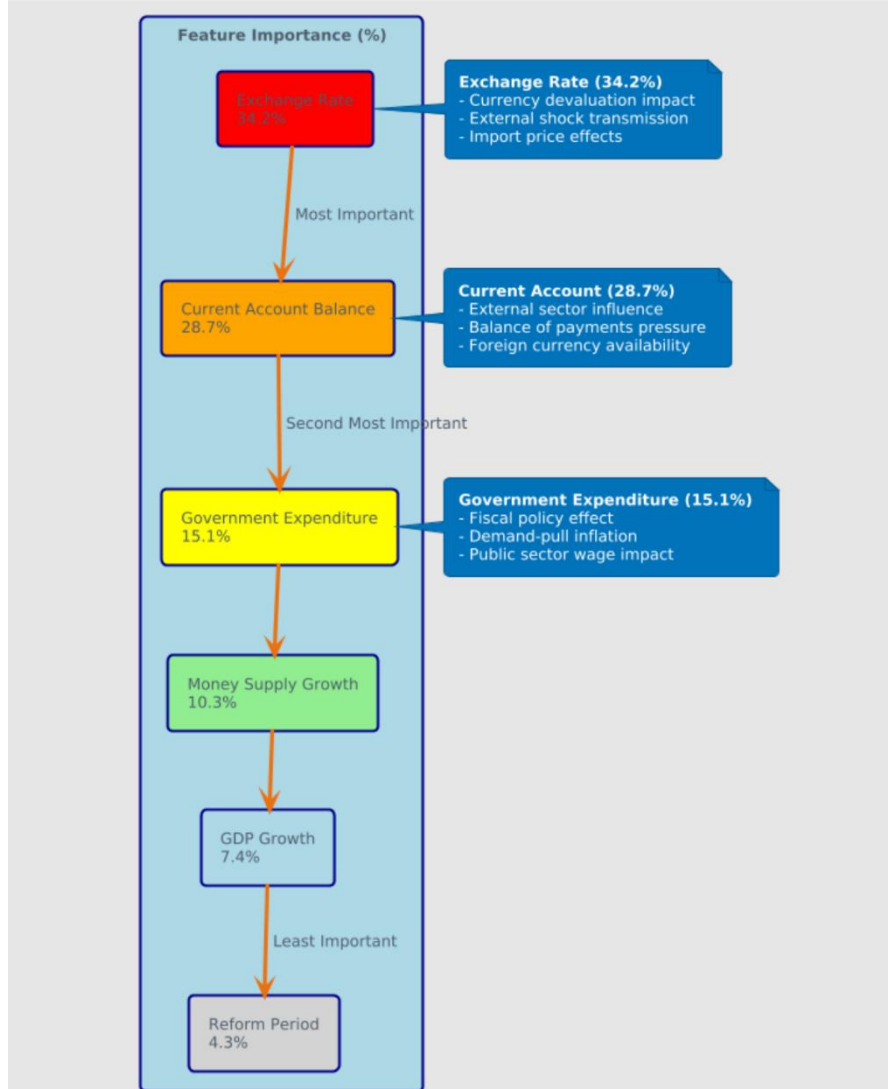 Feature Importance (%)
Exchange Rate
34.2%
Exchange Rate (34.2%)
- Currency devaluation impact
- External shock transmission
- Import price effects
Most Important
Current Account Balance
28.7%
Current Account (28.7%)
- External sector influence
- Balance of payments pressure
- Foreign currency availability
Second Most Important
Government Expenditure
15.1%
Government Expenditure (15.1%)
- Fiscal policy effect
- Demand-pull inflation
- Public sector wage impact
Money Supply Growth
10.3%
GDP Growth
7.4%
Least Important
Reform Period
4.3%